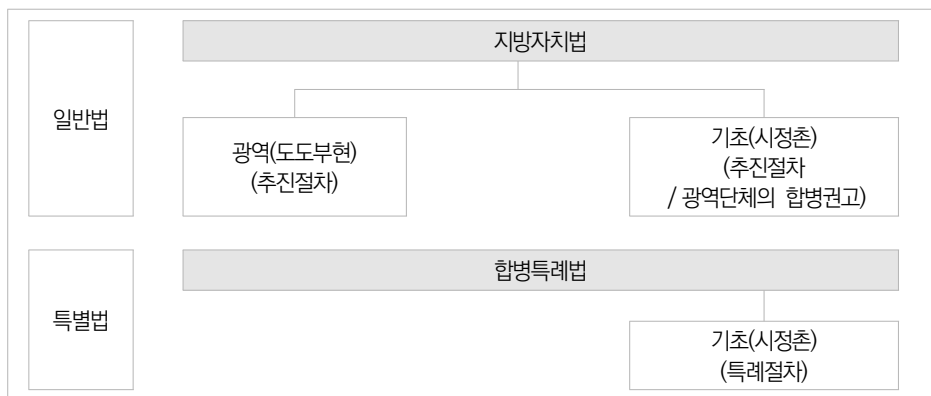 일반법
지방자치법
광역(도도부현)
(추진절차)
기초(시정촌)
(추진절차
/ 광역단체의 합병권고)
특별법
합병특례법
기초(시정촌)
(특례절차)